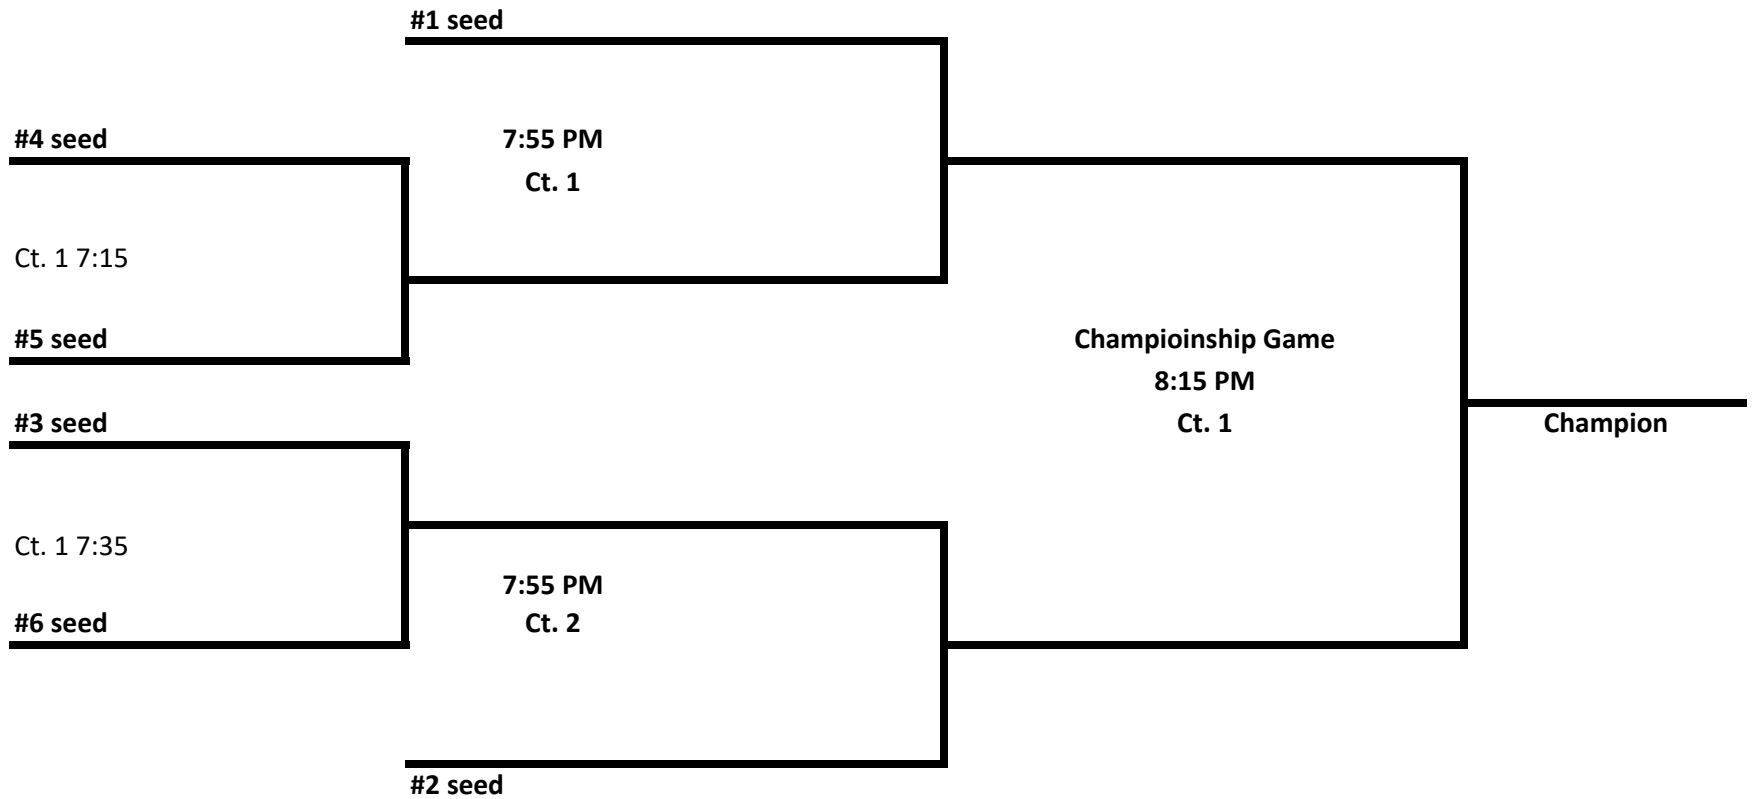 #1 seed
#4 seed
7:55 PM
Ct. 1
Ct. 1 7:15
#5 seed
Champioinship Game
8:15 PM
#3 seed
Ct. 1
Champion
Ct. 1 7:35
7:55 PM
#6 seed
Ct. 2
#2 seed